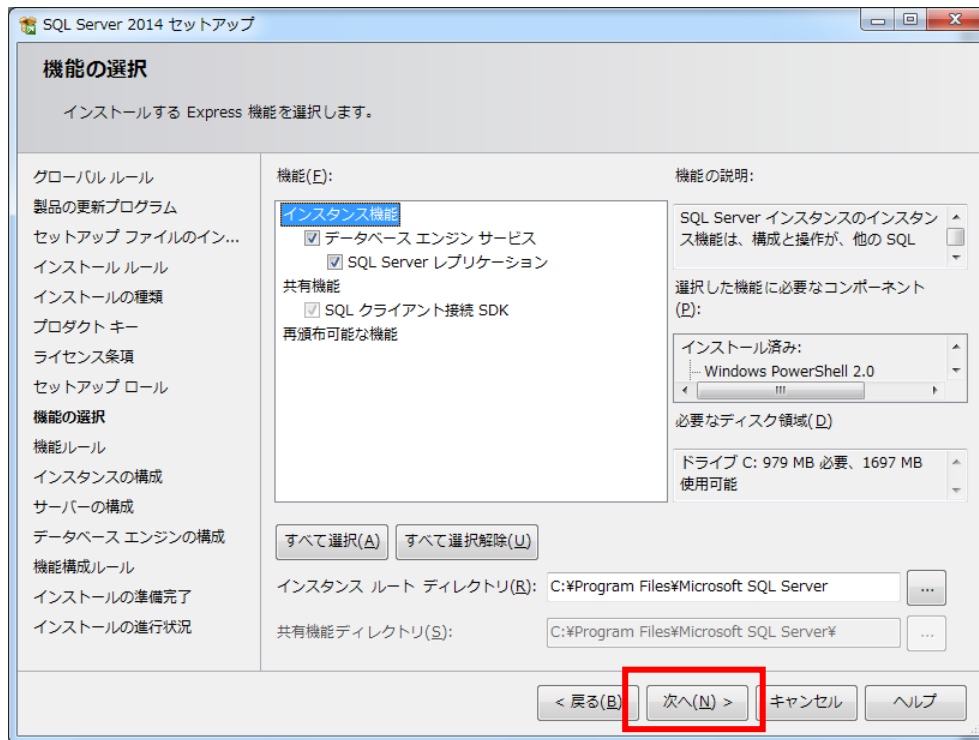 SQL Server 2014 セットアップ
機能の選択
インストールする Express 機能を選択します。
グローバル ルール
製品の更新プログラム
セットアップ ファイルのイン...
インストール ルール
インストールの種類
プロダクト キー
ライセンス条項
セットアップ ロール
機能の選択
機能ルール
インスタンスの構成
サーバーの構成
データベース エンジンの構成
機能構成ルール
インストールの準備完了
インストールの進行状況
機能(F):
インスタンス機能
データベース エンジン サービス
SQL Server レプリケーション
共有機能
SQL クライアント接続 SDK
再頒布可能な機能
機能の説明:
SQL Server インスタンスのインスタン
ス機能は、構成と操作が、他の SQL
選択した機能に必要なコンポーネント
(P):
インストール済み:
Windows PowerShell 2.0
必要なディスク領域(D)
ドライブ C: 979 MB 必要、1697 MB
使用可能
すべて選択(A)
すべて選択解除(U)
インスタンス ルート ディレクトリ(R):
C:¥Program Files¥Microsoft SQL Server
...
共有機能ディレクトリ(S):
C:¥Program Files¥Microsoft SQL Server¥
...
< 戻る(B)
次へ(N) >
キャンセル
ヘルプ